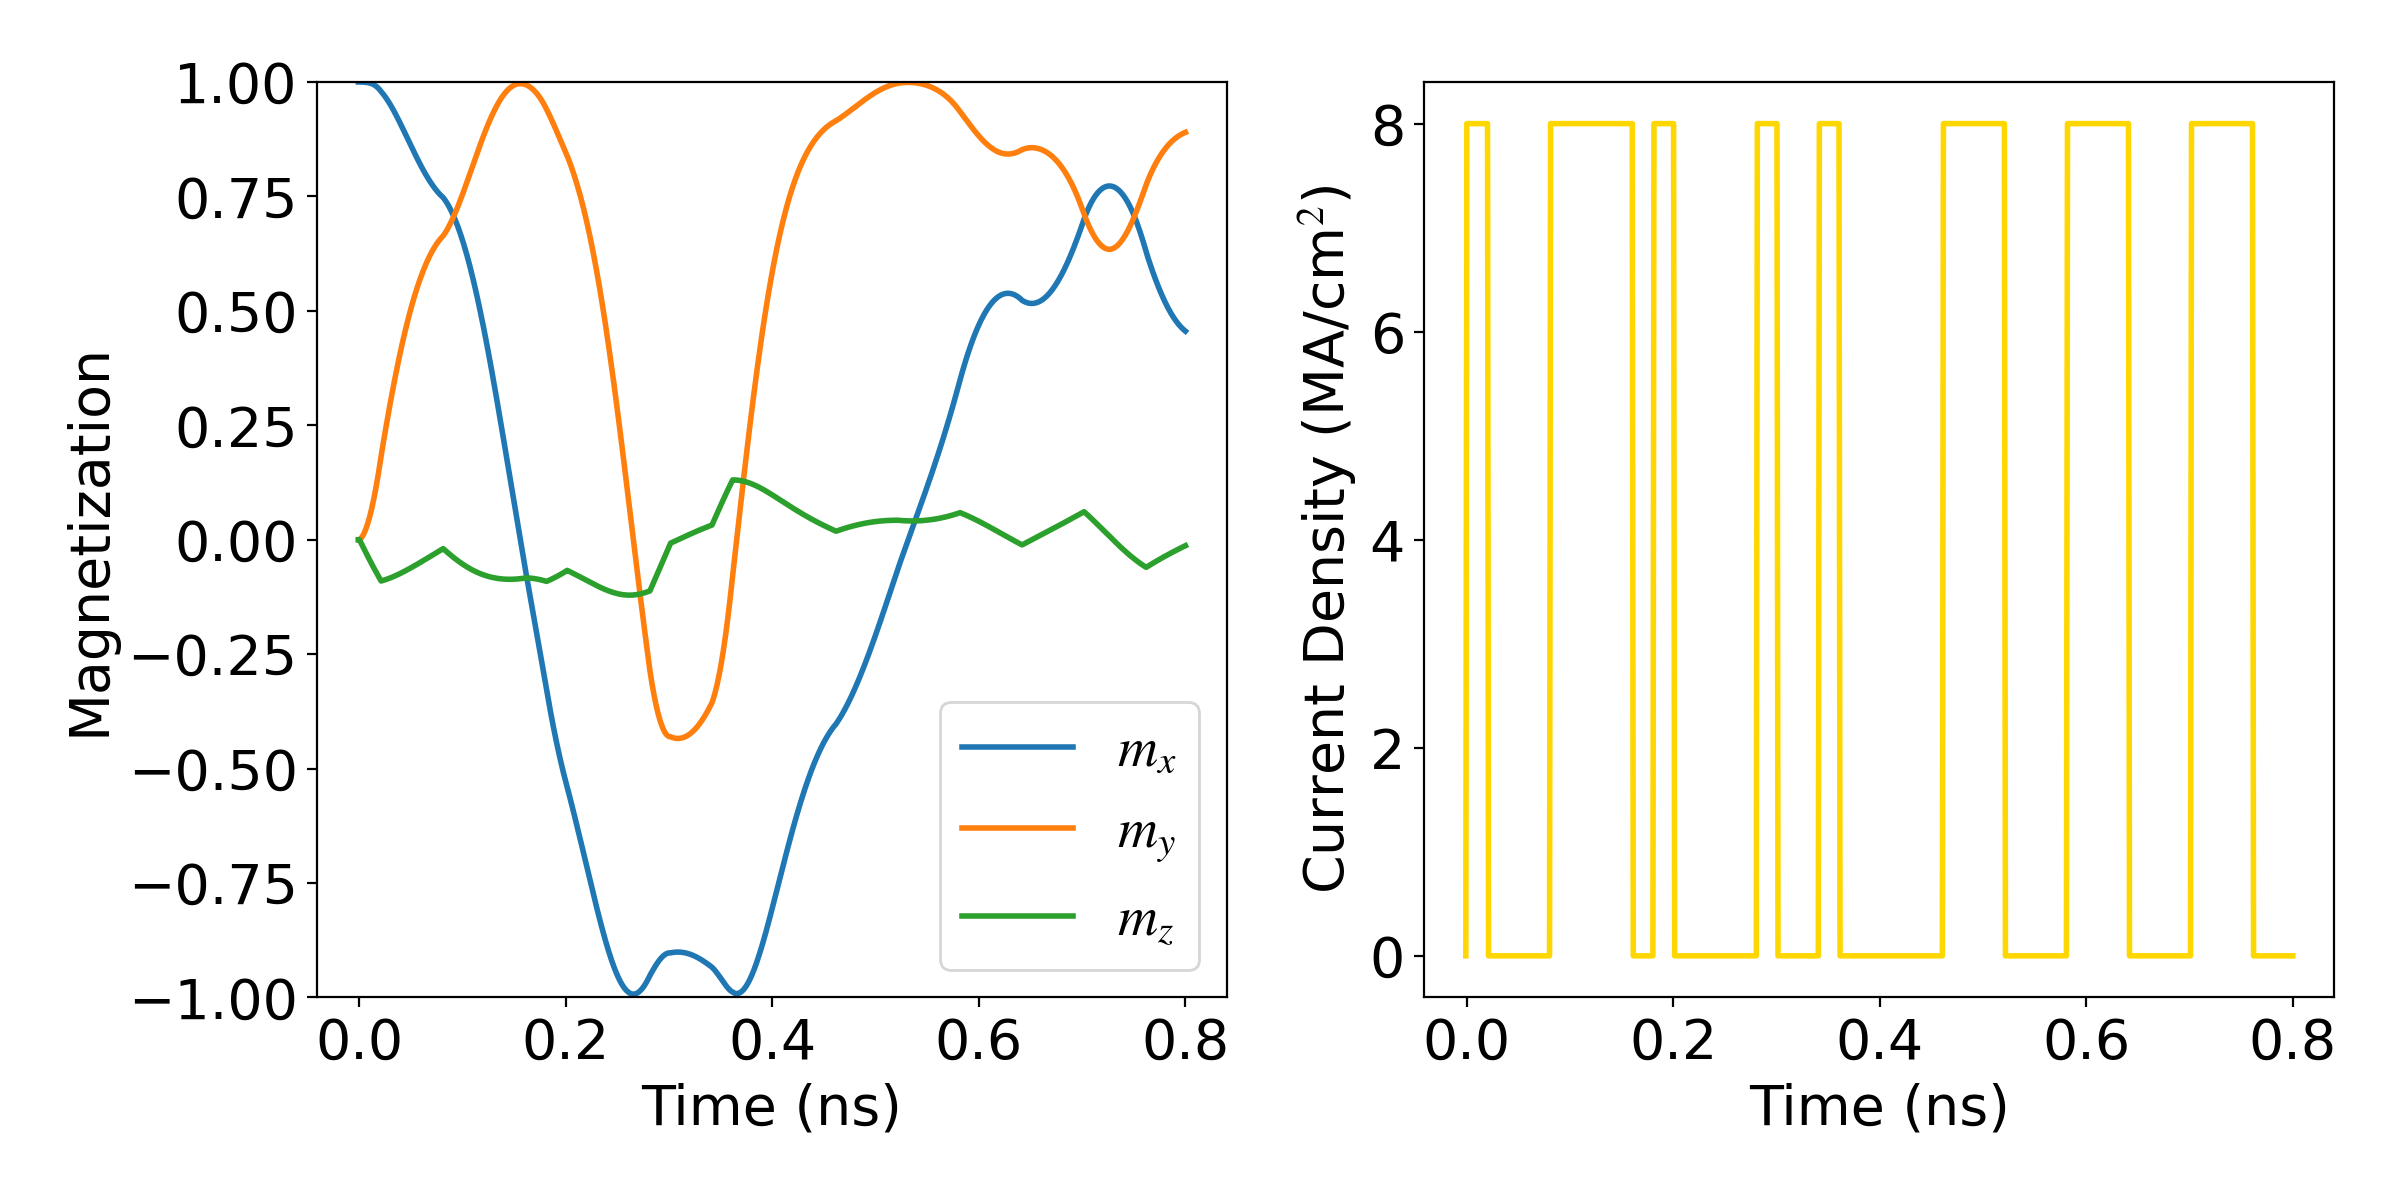 1.00
0.75
0.50
0.25
0.00
−0.25
−0.50
−0.75
−1.00
Magnetization
0.0 0.2 0.4 0.6 0.8
Time (ns)
m_x
m_y
m_z
8
6
4
2
0
Current Density (MA/cm²)
0.0 0.2 0.4 0.6 0.8
Time (ns)